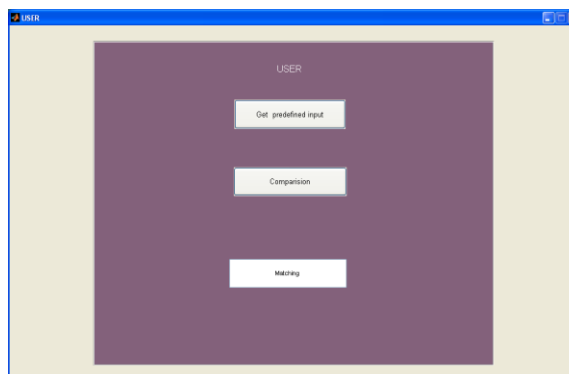 USER
USER
Get predefined input
Comparision
Matching